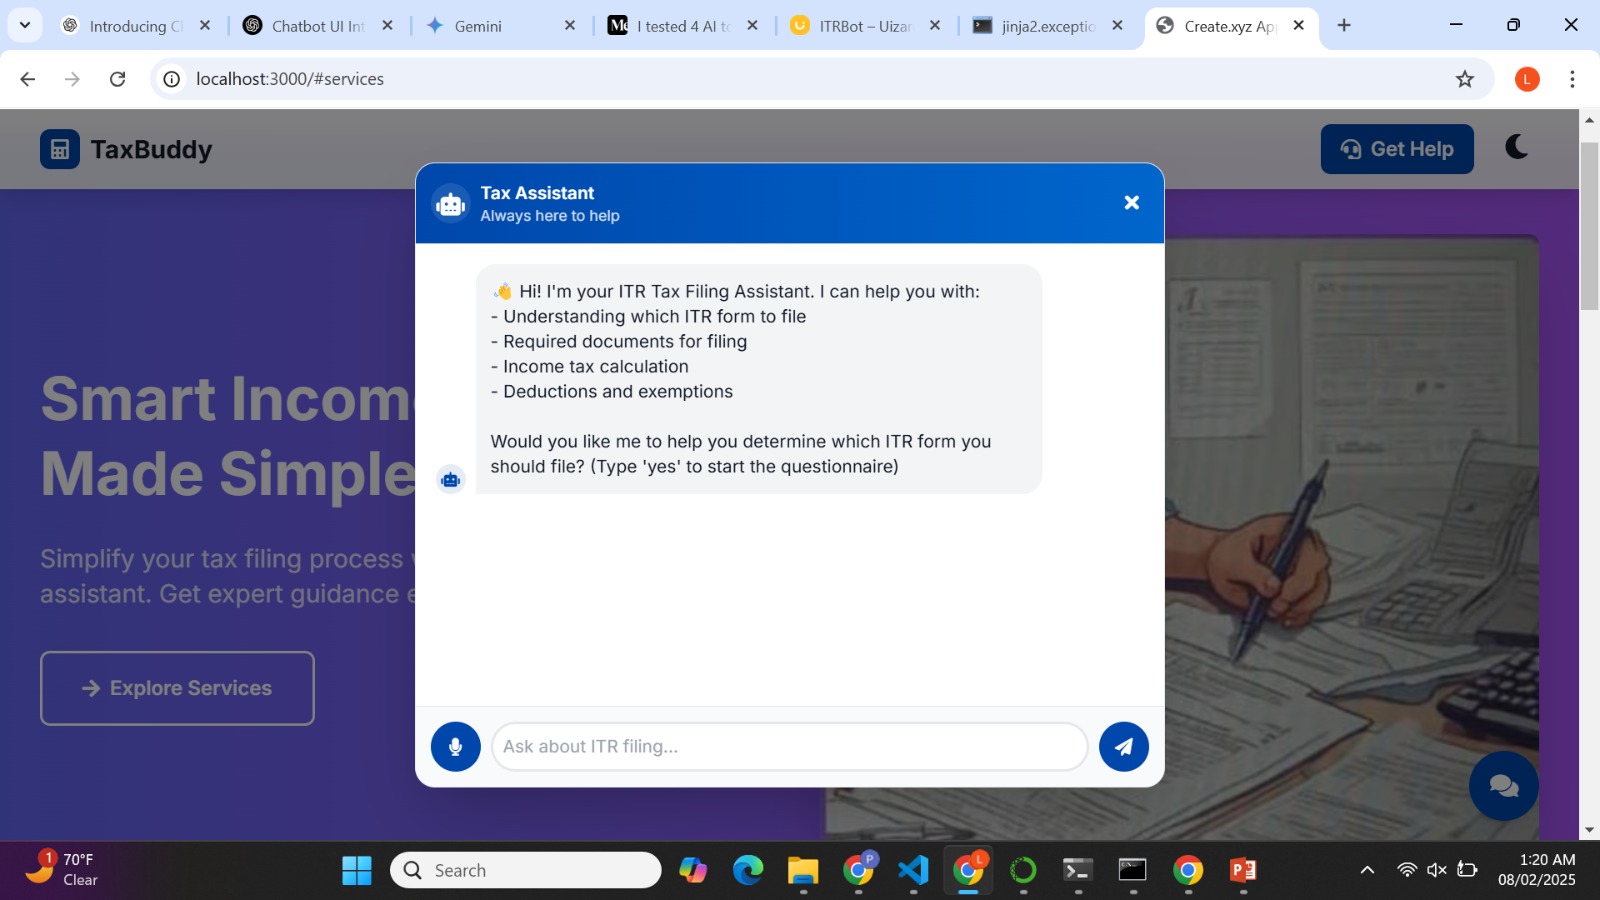 Introducing C
Chatbot UI Int
Gemini
I tested 4 AI to
ITRBot – Uizar
jinja2.exceptio
Create.xyz Ap
localhost:3000/#services
L
TaxBuddy
Get Help
Tax Assistant
Always here to help
👋 Hi! I'm your ITR Tax Filing Assistant. I can help you with:
- Understanding which ITR form to file
- Required documents for filing
- Income tax calculation
- Deductions and exemptions
Would you like me to help you determine which ITR form you
should file? (Type 'yes' to start the questionnaire)
Smart Incom
Made Simple
Simplify your tax filing process
assistant. Get expert guidance
Explore Services
Ask about ITR filing...
1
70°F
Clear
Search
P
L
1:20 AM
08/02/2025